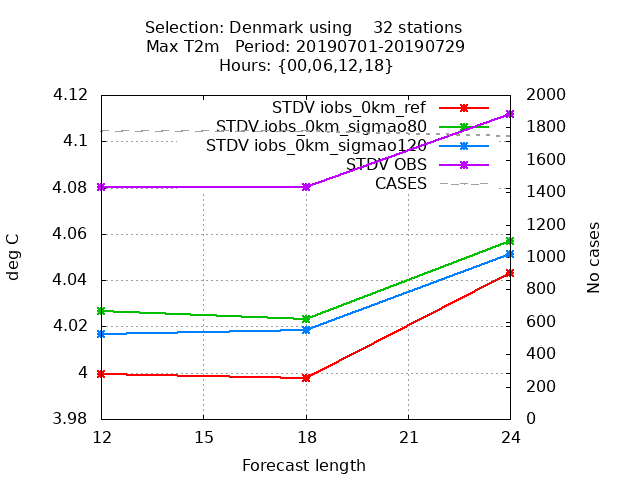 Selection: Denmark using    32 stations
Max T2m   Period: 20190701-20190729
Hours: {00,06,12,18}
STDV iobs_0km_ref
STDV iobs_0km_sigmao80
STDV iobs_0km_sigmao120
STDV OBS
CASES
4.12
4.1
4.08
4.06
4.04
4.02
4
3.98
deg C
2000
1800
1600
1400
1200
1000
800
600
400
200
0
No cases
12 15 18 21 24
Forecast length